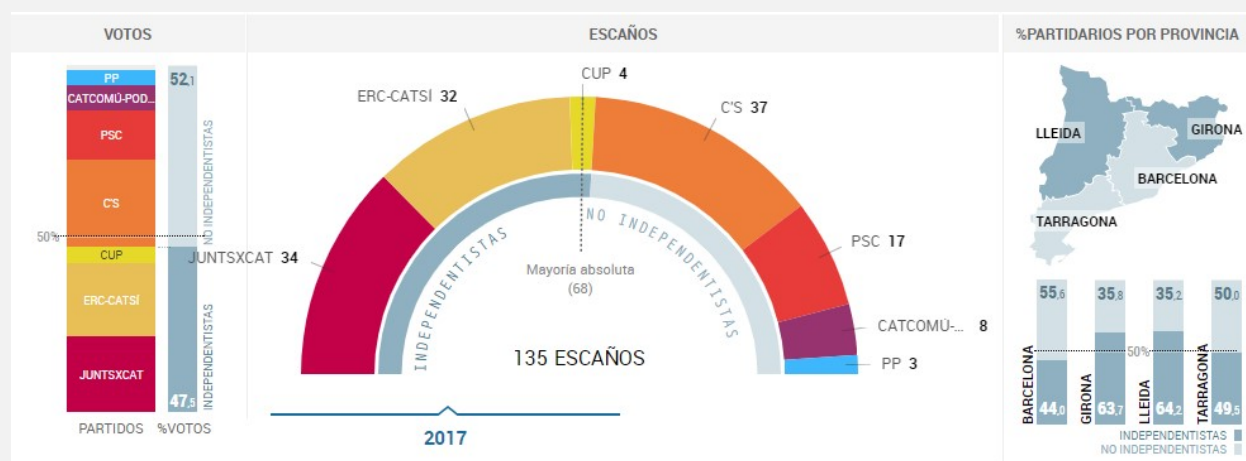 VOTOS
PP
CATCOMÚ-POD...
PSC
C'S
50%
CUP
ERC-CATSÍ
JUNTSXCAT
52,1
NO INDEPENDENTISTAS
INDEPENDENTISTAS
47,5
PARTIDOS
%VOTOS
ESCAÑOS
CUP 4
ERC-CATSÍ 32
C'S 37
JUNTSXCAT 34
PSC 17
CATCOMÚ-... 8
PP 3
INDEPENDENTISTAS
NO INDEPENDENTISTAS
Mayoría absoluta
(68)
135 ESCAÑOS
2017
%PARTIDARIOS POR PROVINCIA
LLEIDA
GIRONA
BARCELONA
TARRAGONA
55,6
35,8
35,2
50,0
50%
BARCELONA
GIRONA
LLEIDA
TARRAGONA
44,0
63,7
64,2
49,5
INDEPENDENTISTAS
NO INDEPENDENTISTAS